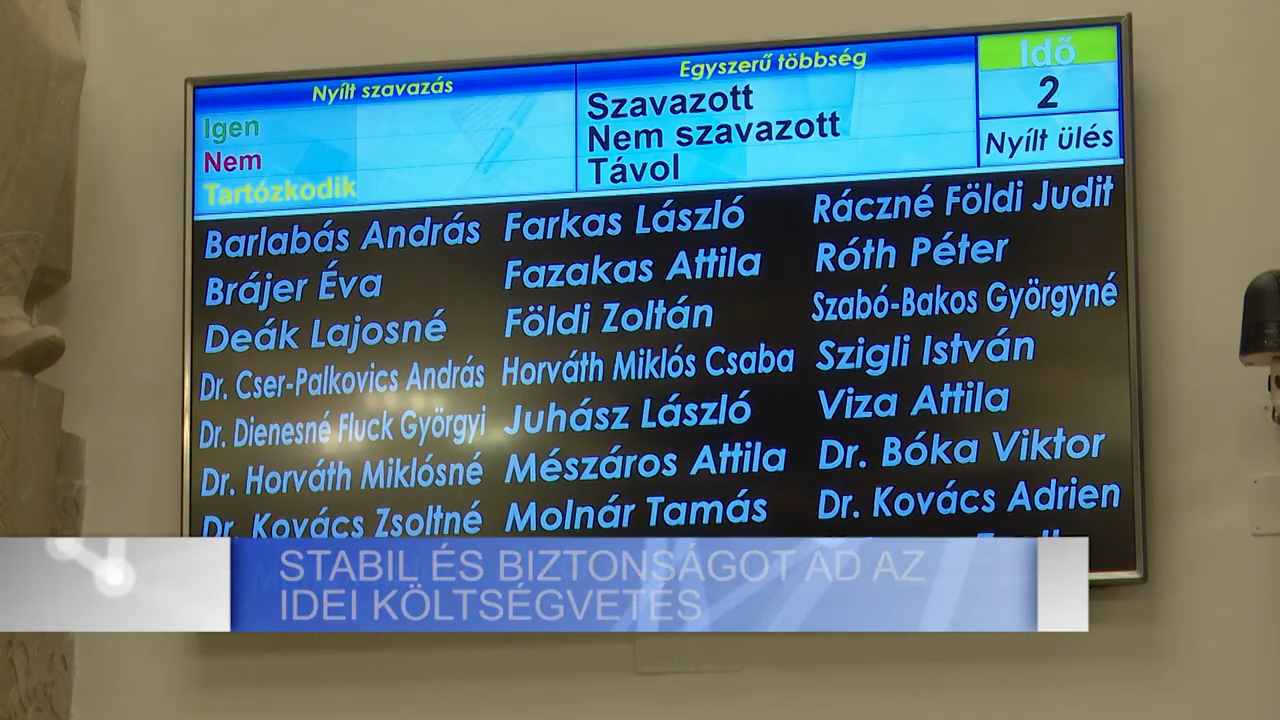 Nyílt szavazás
Igen
Nem
Tartózkodik
Egyszerű többség
Szavazott
Nem szavazott
Távol
Idő
2
Nyílt ülés
Barlabás András
Brájer Éva
Deák Lajosné
Dr. Cser-Palkovics András
Dr. Dienesné Fluck Györgyi
Dr. Horváth Miklósné
Dr. Kovács Zsoltné
Farkas László
Fazakas Attila
Földi Zoltán
Horváth Miklós Csaba
Juhász László
Mészáros Attila
Molnár Tamás
Ráczné Földi Judit
Róth Péter
Szabó-Bakos Györgyné
Szigli István
Viza Attila
Dr. Bóka Viktor
Dr. Kovács Adrien
STABIL ÉS BIZTONSÁGOT AD AZ
IDEI KÖLTSÉGVETÉS